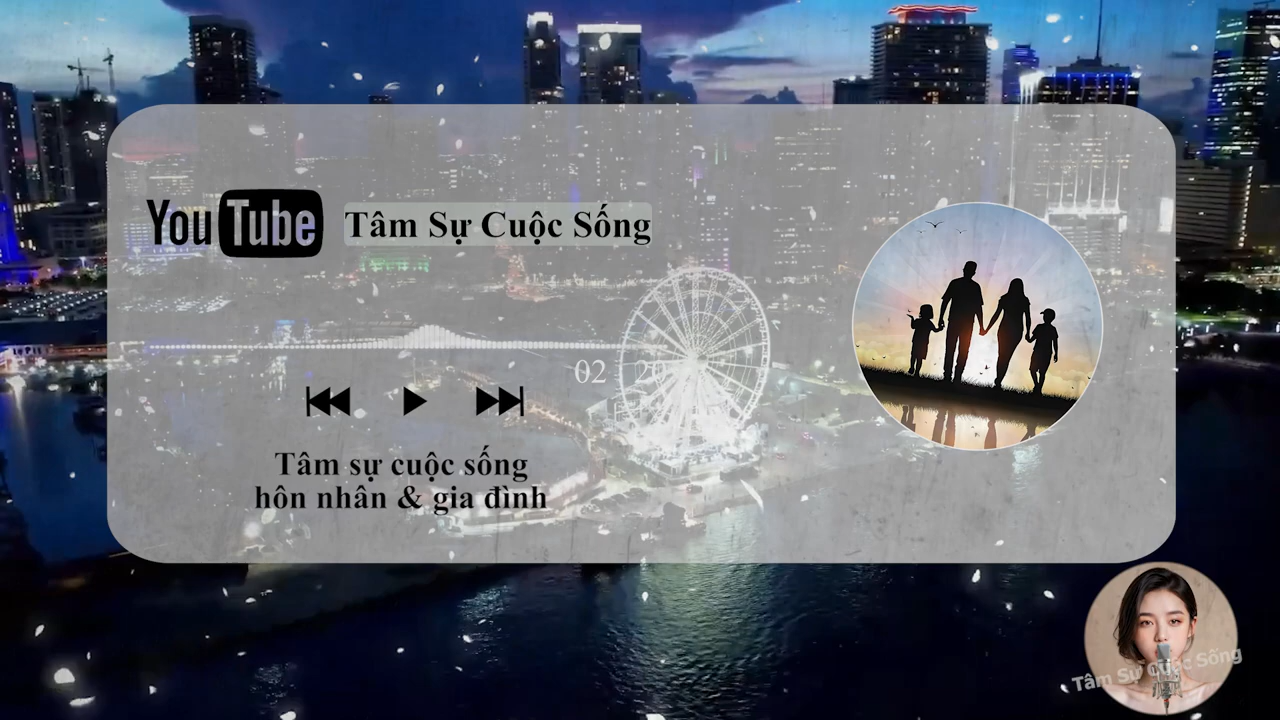 YouTube
Tâm Sự Cuộc Sống
02
Tâm sự cuộc sống
hôn nhân & gia đình
Tâm Sự Cuộc Sống